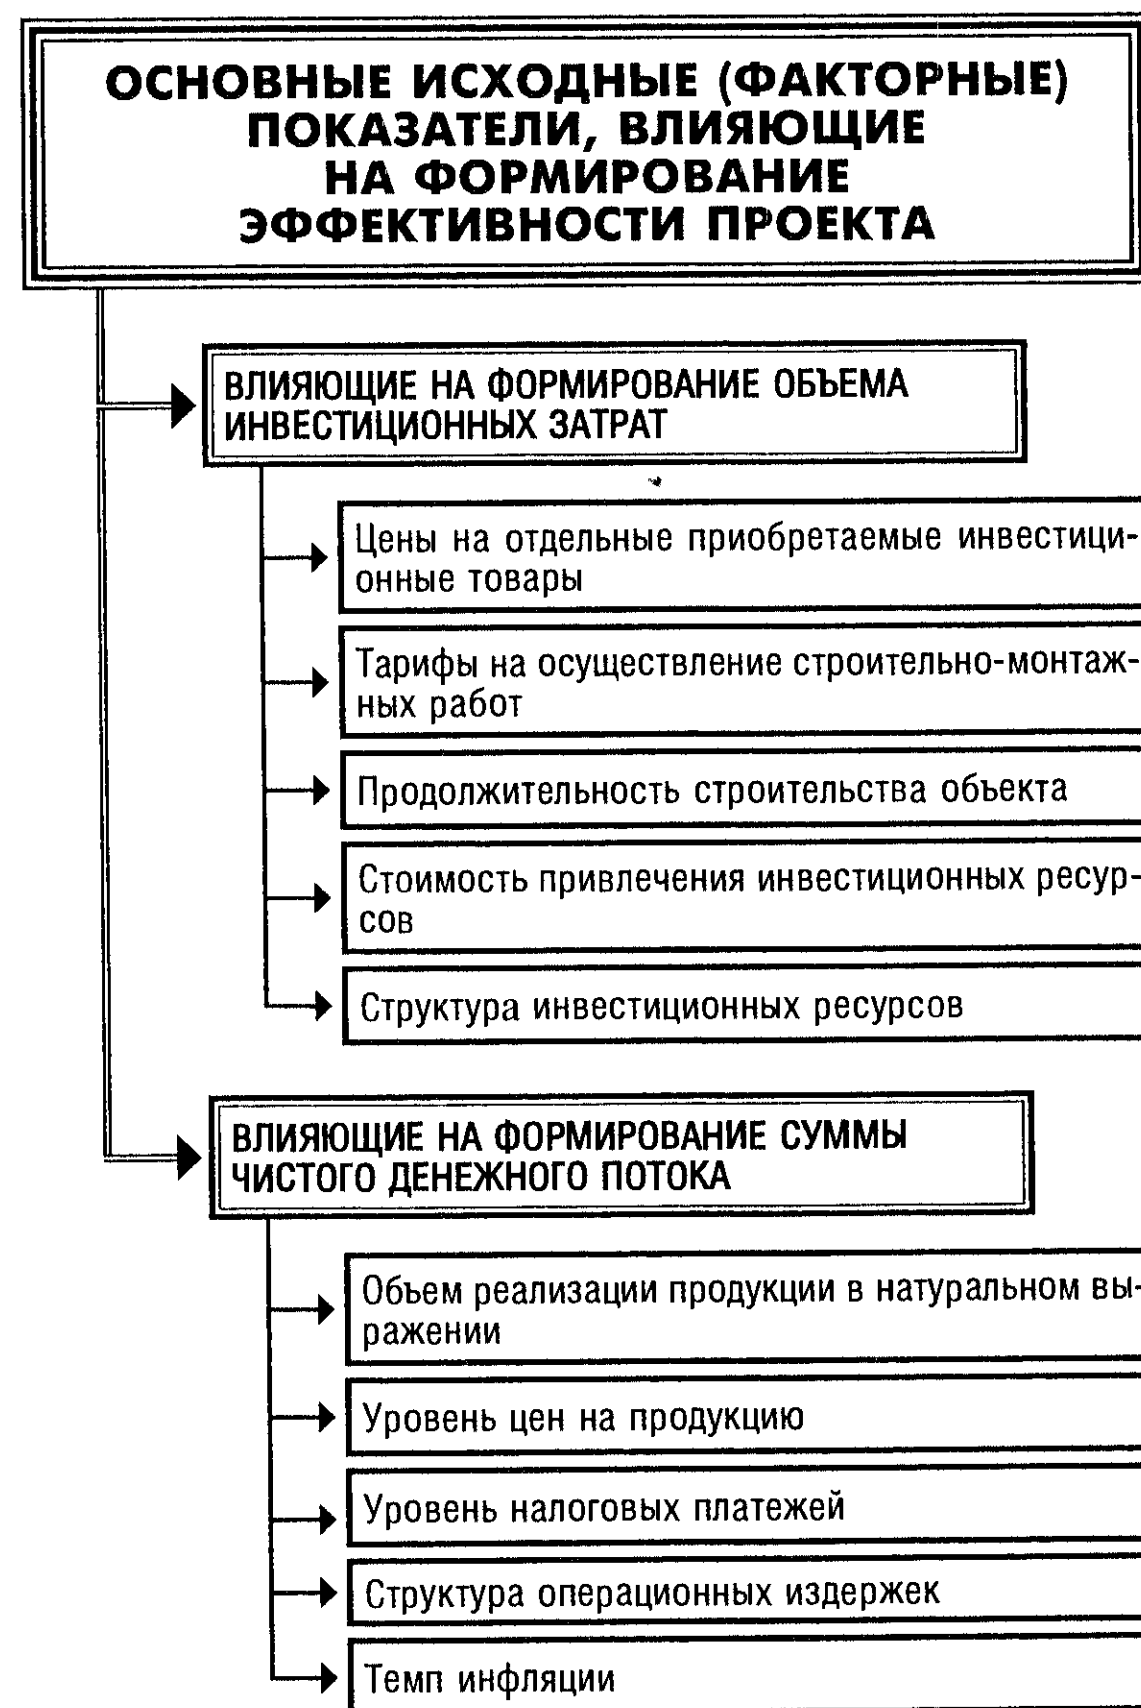 ОСНОВНЫЕ ИСХОДНЫЕ (ФАКТОРНЫЕ)
ПОКАЗАТЕЛИ, ВЛИЯЮЩИЕ
НА ФОРМИРОВАНИЕ
ЭФФЕКТИВНОСТИ ПРОЕКТА
ВЛИЯЮЩИЕ НА ФОРМИРОВАНИЕ ОБЪЕМА
ИНВЕСТИЦИОННЫХ ЗАТРАТ
Цены на отдельные приобретаемые инвестици-
онные товары
Тарифы на осуществление строительно-монтаж-
ных работ
Продолжительность строительства объекта
Стоимость привлечения инвестиционных ресур-
сов
Структура инвестиционных ресурсов
ВЛИЯЮЩИЕ НА ФОРМИРОВАНИЕ СУММЫ
ЧИСТОГО ДЕНЕЖНОГО ПОТОКА
Объем реализации продукции в натуральном вы-
ражении
Уровень цен на продукцию
Уровень налоговых платежей
Структура операционных издержек
Темп инфляции